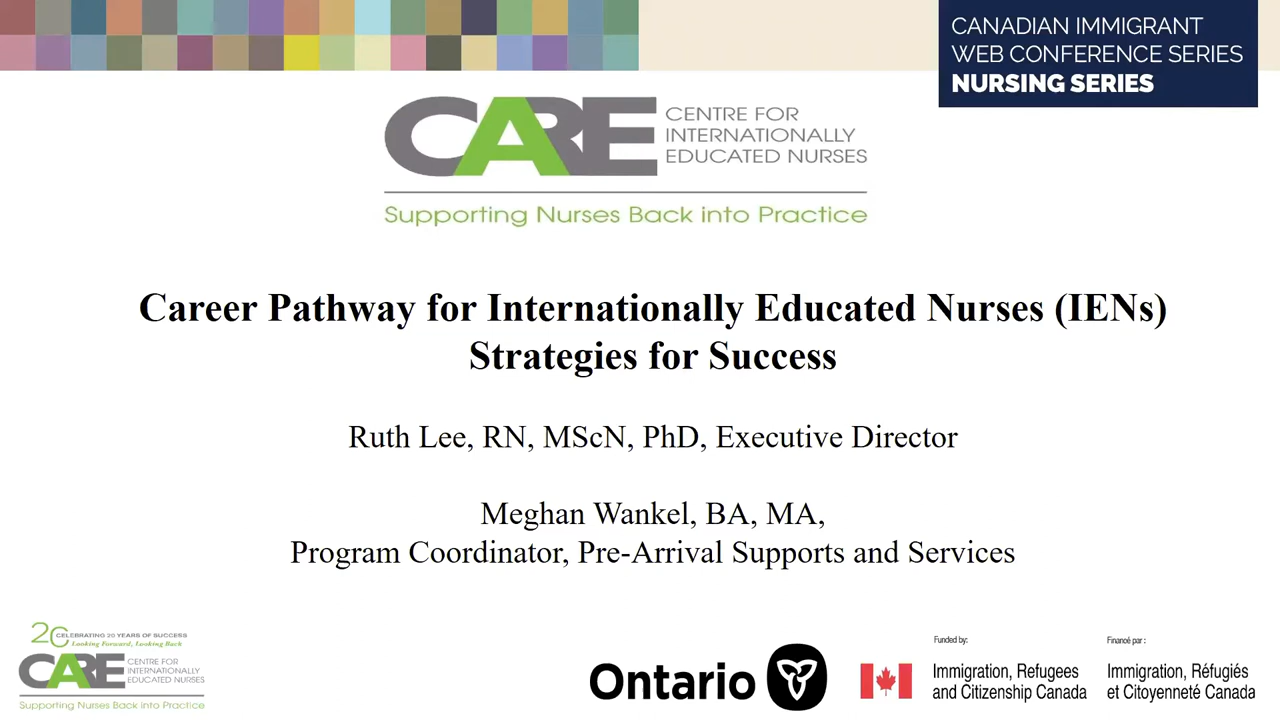 CANADIAN IMMIGRANT
WEB CONFERENCE SERIES
NURSING SERIES
CARE
CENTRE FOR
INTERNATIONALLY
EDUCATED NURSES
Supporting Nurses Back into Practice
Career Pathway for Internationally Educated Nurses (IENs)
Strategies for Success
Ruth Lee, RN, MScN, PhD, Executive Director
Meghan Wankel, BA, MA,
Program Coordinator, Pre-Arrival Supports and Services
20 CELEBRATING 20 YEARS OF SUCCESS
Looking Forward, Looking Back
CARE
CENTRE FOR
INTERNATIONALLY
EDUCATED NURSES
Supporting Nurses Back into Practice
Ontario
Funded by:
Immigration, Refugees
and Citizenship Canada
Financé par :
Immigration, Réfugiés
et Citoyenneté Canada